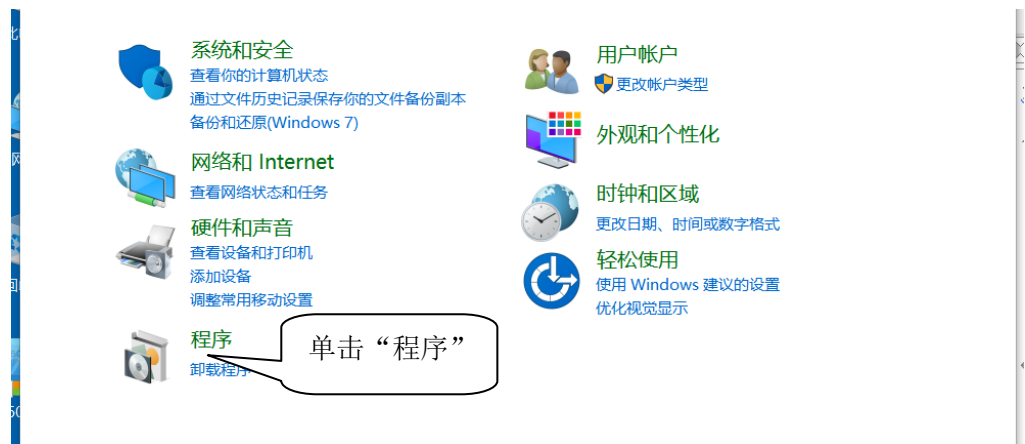 系统和安全
查看你的计算机状态
通过文件历史记录保存你的文件备份副本
备份和还原(Windows 7)
网络和 Internet
查看网络状态和任务
硬件和声音
查看设备和打印机
添加设备
调整常用移动设置
程序
卸载程序
单击“程序”
用户帐户
更改帐户类型
外观和个性化
时钟和区域
更改日期、时间或数字格式
轻松使用
使用 Windows 建议的设置
优化视觉显示